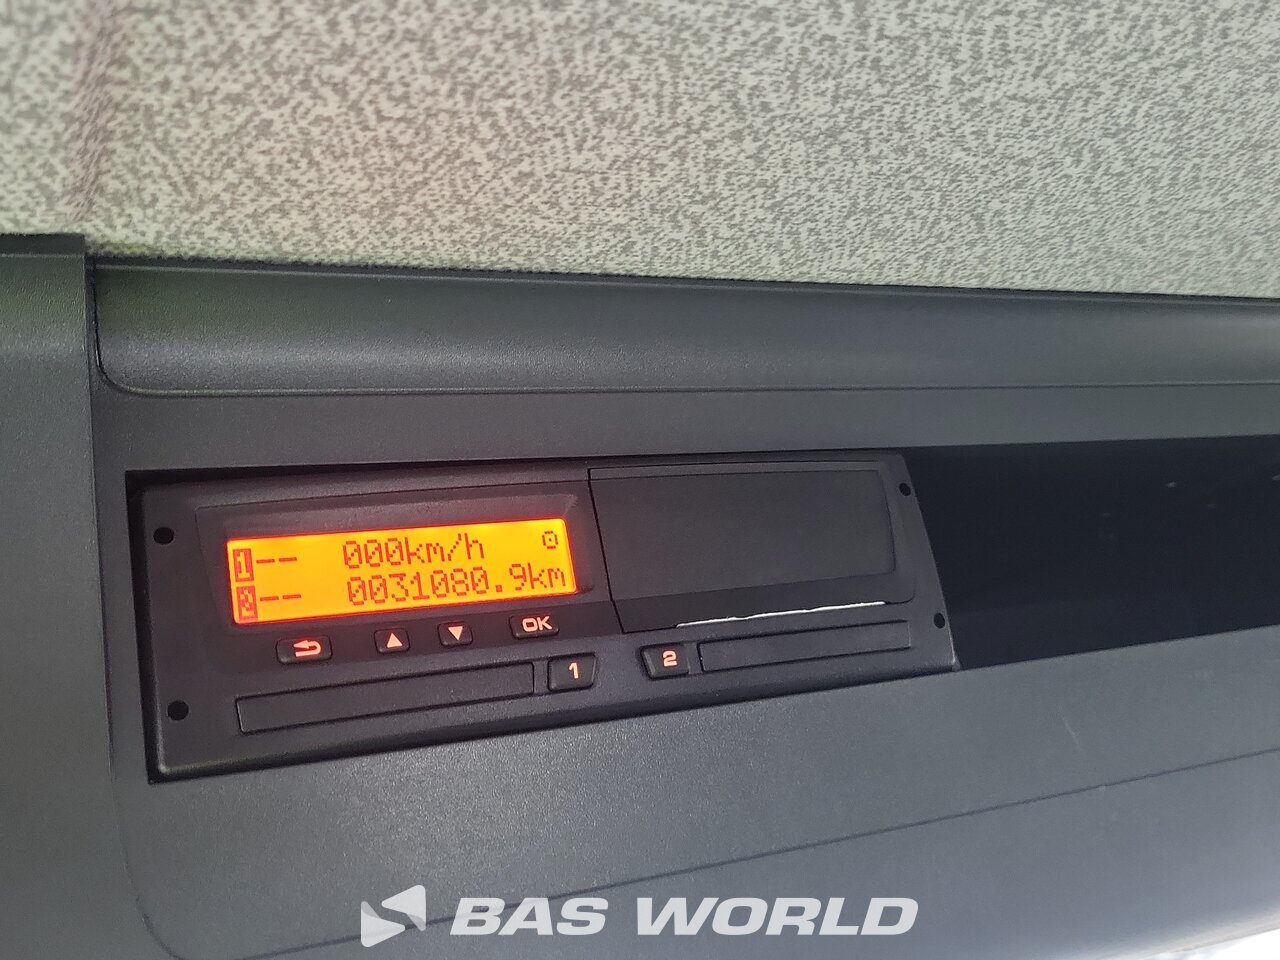 1-- 000km/h
2-- 0031080.9km
OK
1
2
BAS WORLD